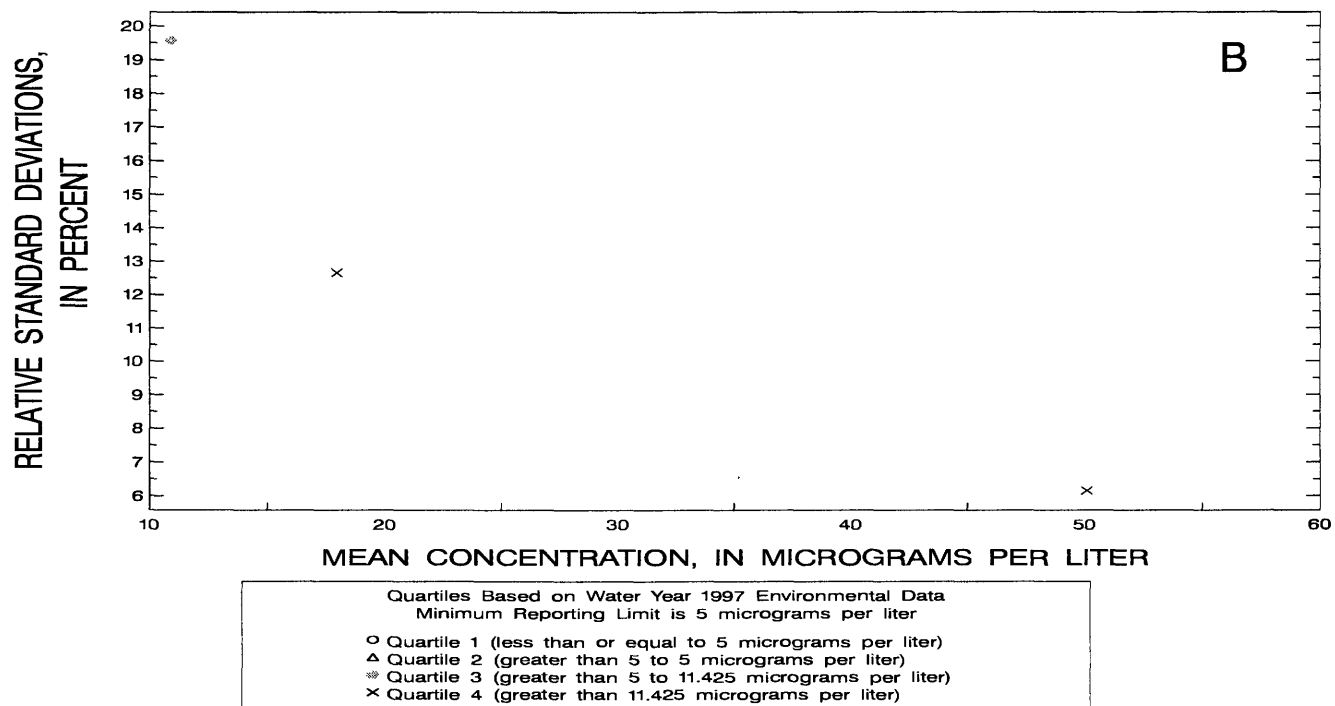 B
RELATIVE STANDARD DEVIATIONS,
IN PERCENT
20
19
18
17
16
15
14
13
12
11
10
9
8
7
6
10 20 30 40 50 60
MEAN CONCENTRATION, IN MICROGRAMS PER LITER
Quartiles Based on Water Year 1997 Environmental Data
Minimum Reporting Limit is 5 micrograms per liter
Quartile 1 (less than or equal to 5 micrograms per liter)
Quartile 2 (greater than 5 to 5 micrograms per liter)
Quartile 3 (greater than 5 to 11.425 micrograms per liter)
Quartile 4 (greater than 11.425 micrograms per liter)